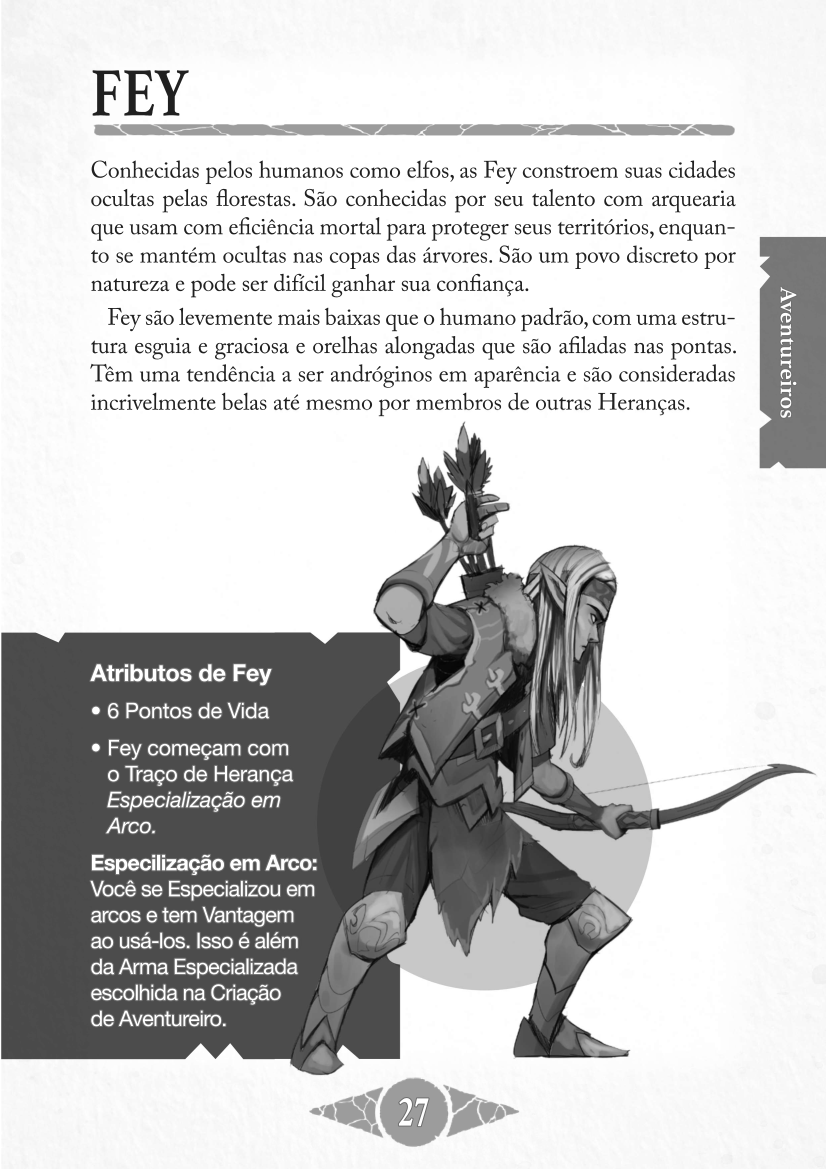 FEY
Conhecidas pelos humanos como elfos, as Fey constroem suas cidades
ocultas pelas florestas. São conhecidas por seu talento com arquearia
que usam com eficiência mortal para proteger seus territórios, enquan-
to se mantém ocultas nas copas das árvores. São um povo discreto por
natureza e pode ser difícil ganhar sua confiança.
Fey são levemente mais baixas que o humano padrão, com uma estru-
tura esguia e graciosa e orelhas alongadas que são afiladas nas pontas.
Têm uma tendência a ser andróginos em aparência e são consideradas
incrivelmente belas até mesmo por membros de outras Heranças.
Aventureiros
Atributos de Fey
• 6 Pontos de Vida
• Fey começam com
o Traço de Herança
Especialização em
Arco.
Especilização em Arco:
Você se Especializou em
arcos e tem Vantagem
ao usá-los. Isso é além
da Arma Especializada
escolhida na Criação
de Aventureiro.
27